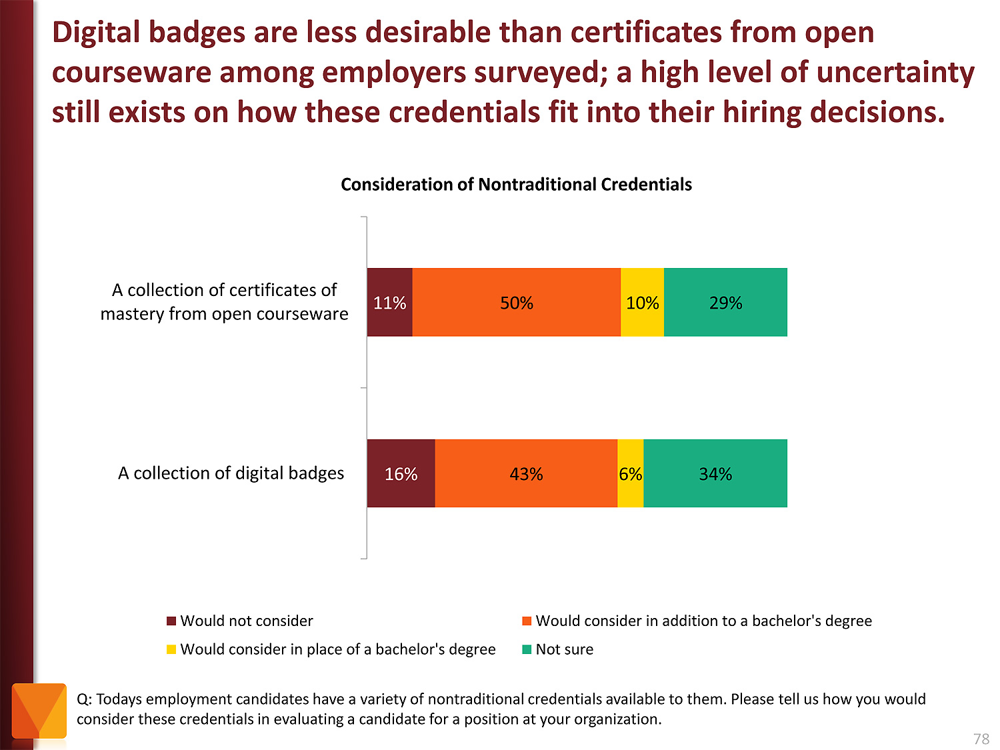 Digital badges are less desirable than certificates from open
courseware among employers surveyed; a high level of uncertainty
still exists on how these credentials fit into their hiring decisions.
Consideration of Nontraditional Credentials
A collection of certificates of
mastery from open courseware
11% 50% 10% 29%
A collection of digital badges
16% 43% 6% 34%
Would not consider
Would consider in addition to a bachelor's degree
Would consider in place of a bachelor's degree
Not sure
Q: Todays employment candidates have a variety of nontraditional credentials available to them. Please tell us how you would
consider these credentials in evaluating a candidate for a position at your organization.
78